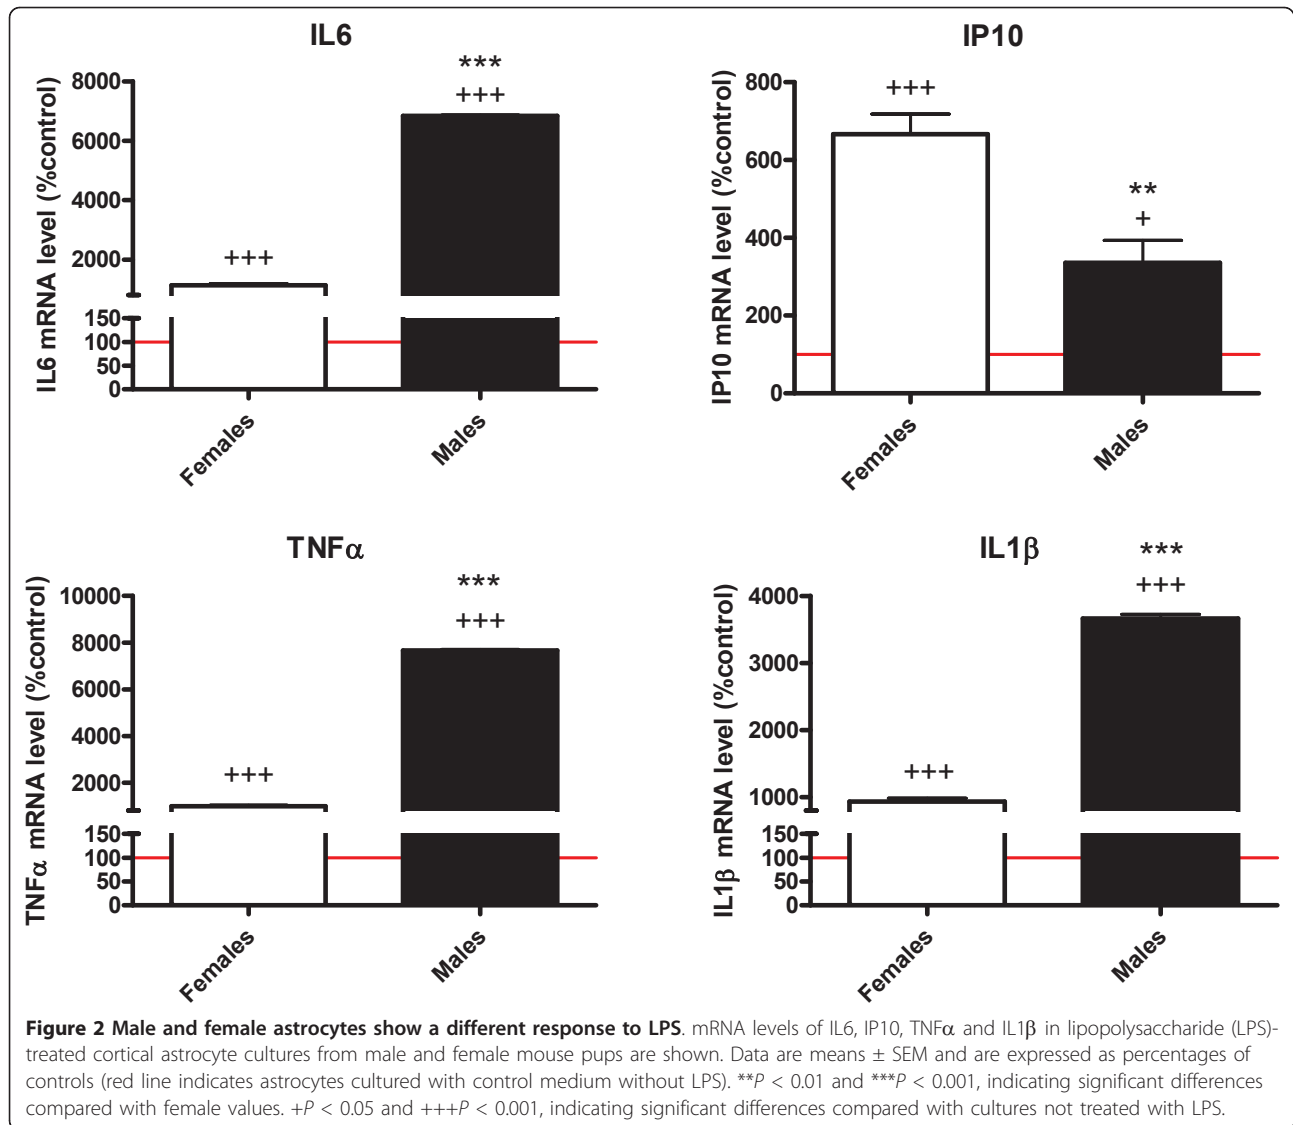 IL6
IL6 mRNA level (%control)
8000
6000
4000
2000
150
100
50
0
***
+++
+++
Females
Males
IP10
IP10 mRNA level (%control)
800
600
400
200
0
+++
**
+
Females
Males
TNFα
TNFα mRNA level (%control)
10000
8000
6000
4000
2000
150
100
50
0
***
+++
+++
Females
Males
IL1β
IL1β mRNA level (%control)
4000
3000
2000
1000
150
100
50
0
***
+++
+++
Females
Males
Figure 2 Male and female astrocytes show a different response to LPS. mRNA levels of IL6, IP10, TNFα and IL1β in lipopolysaccharide (LPS)-
treated cortical astrocyte cultures from male and female mouse pups are shown. Data are means ± SEM and are expressed as percentages of
controls (red line indicates astrocytes cultured with control medium without LPS). **P < 0.01 and ***P < 0.001, indicating significant differences
compared with female values. +P < 0.05 and +++P < 0.001, indicating significant differences compared with cultures not treated with LPS.